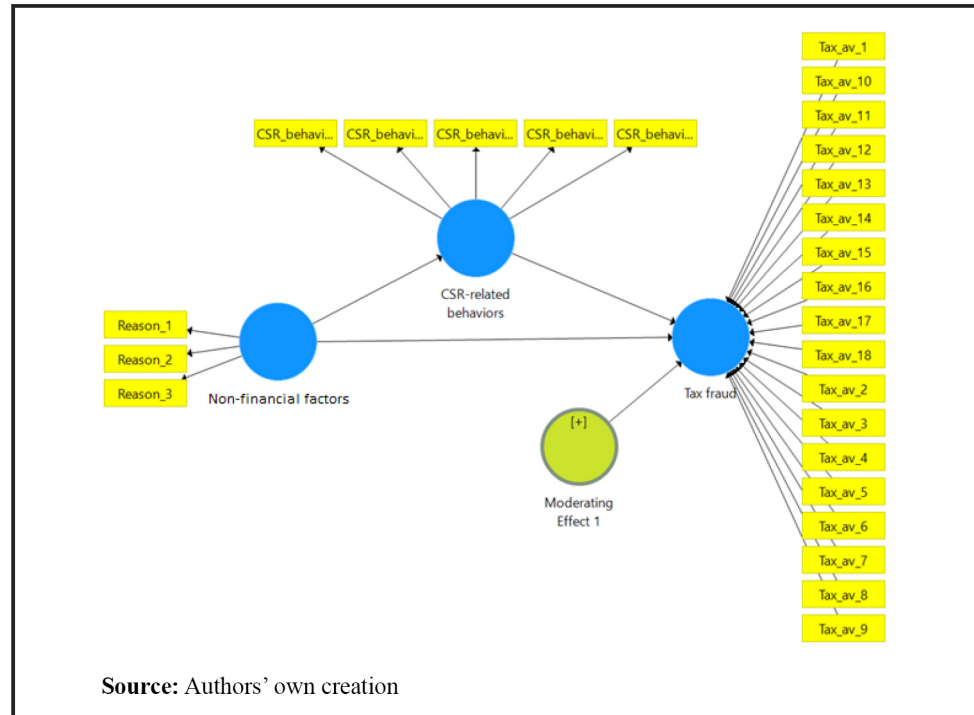 Tax_av_1
Tax_av_10
Tax_av_11
CSR_behavi... CSR_behavi... CSR_behavi... CSR_behavi... CSR_behavi...
Tax_av_12
Tax_av_13
Tax_av_14
Tax_av_15
Tax_av_16
CSR-related
behaviors
Tax_av_17
Reason_1
Reason_2
Reason_3
Non-financial factors
Tax_av_18
Tax fraud
Tax_av_2
Tax_av_3
[+]
Moderating
Effect 1
Tax_av_4
Tax_av_5
Tax_av_6
Tax_av_7
Tax_av_8
Tax_av_9
Source: Authors’ own creation